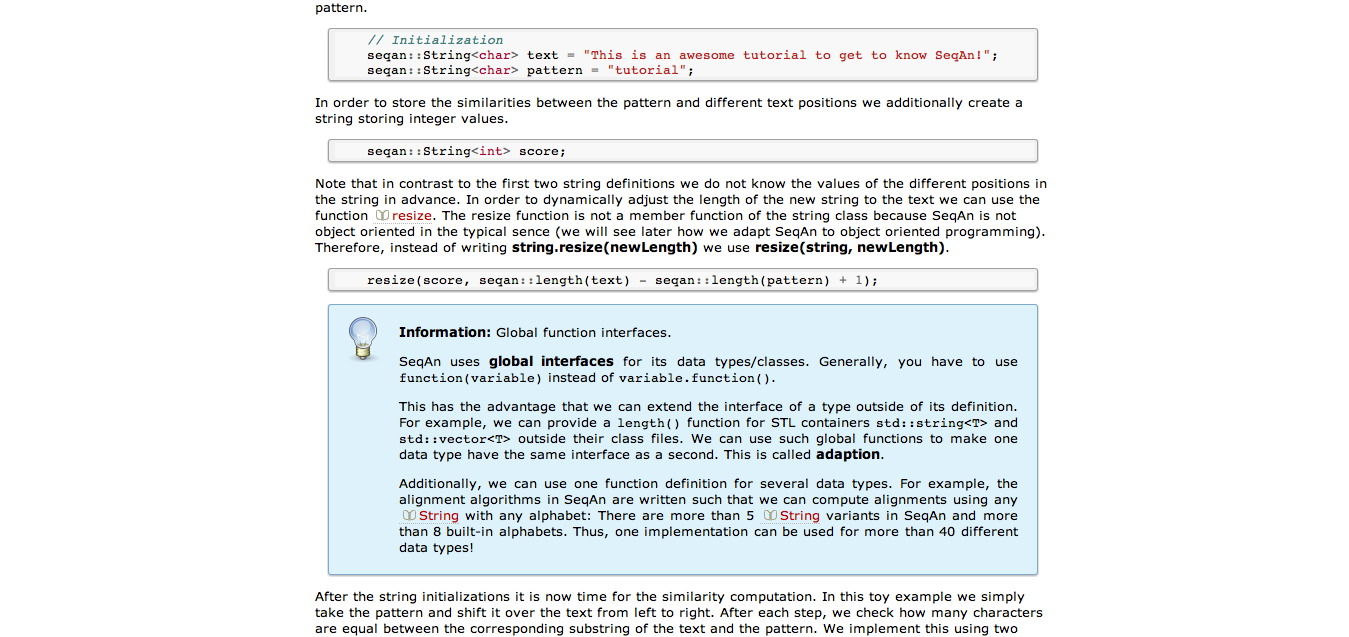 pattern.
// Initialization
seqan::String<char> text = "This is an awesome tutorial to get to know SeqAn!";
seqan::String<char> pattern = "tutorial";
In order to store the similarities between the pattern and different text positions we additionally create a
string storing integer values.
seqan::String<int> score;
Note that in contrast to the first two string definitions we do not know the values of the different positions in
the string in advance. In order to dynamically adjust the length of the new string to the text we can use the
function resize. The resize function is not a member function of the string class because SeqAn is not
object oriented in the typical sence (we will see later how we adapt SeqAn to object oriented programming).
Therefore, instead of writing string.resize(newLength) we use resize(string, newLength).
resize(score, seqan::length(text) - seqan::length(pattern) + 1);
Information: Global function interfaces.
SeqAn uses global interfaces for its data types/classes. Generally, you have to use
function(variable) instead of variable.function().
This has the advantage that we can extend the interface of a type outside of its definition.
For example, we can provide a length() function for STL containers std::string<T> and
std::vector<T> outside their class files. We can use such global functions to make one
data type have the same interface as a second. This is called adaption.
Additionally, we can use one function definition for several data types. For example, the
alignment algorithms in SeqAn are written such that we can compute alignments using any
String with any alphabet: There are more than 5 String variants in SeqAn and more
than 8 built-in alphabets. Thus, one implementation can be used for more than 40 different
data types!
After the string initializations it is now time for the similarity computation. In this toy example we simply
take the pattern and shift it over the text from left to right. After each step, we check how many characters
are equal between the corresponding substring of the text and the pattern. We implement this using two